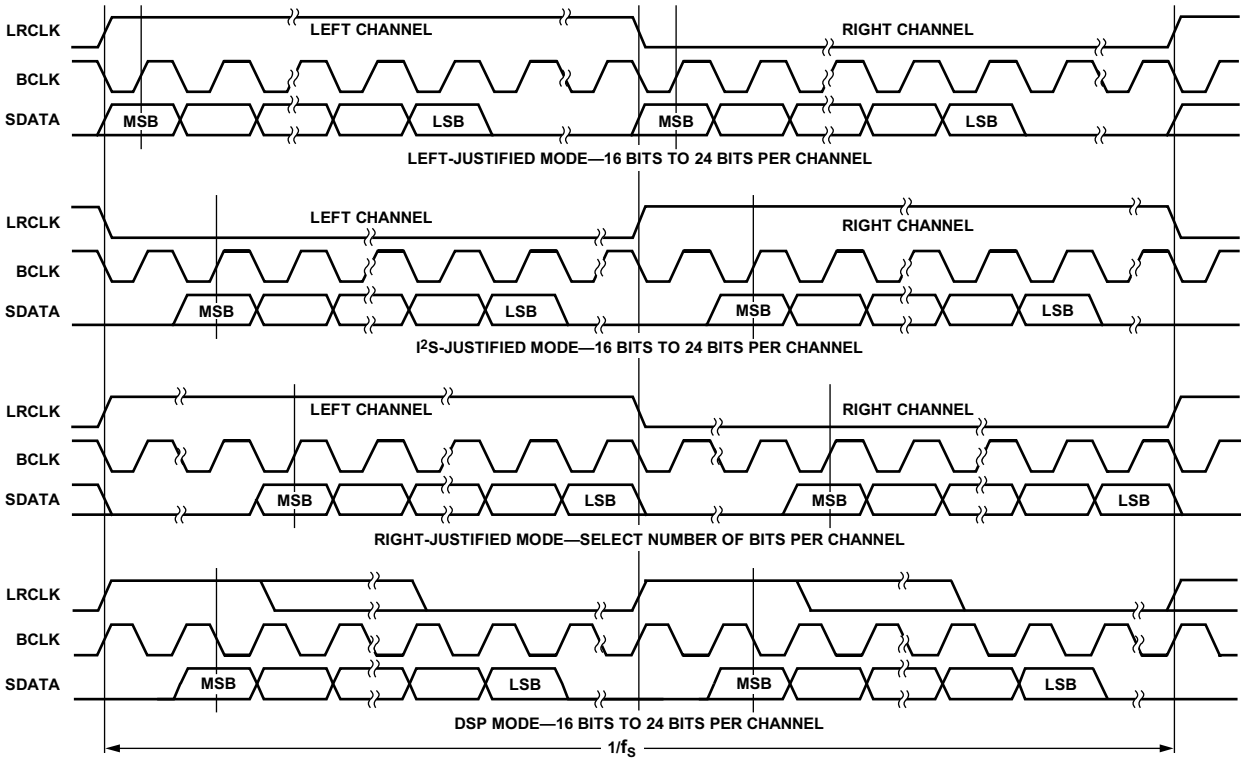 LRCLK LEFT CHANNEL RIGHT CHANNEL
BCLK
SDATA MSB LSB MSB LSB
LEFT-JUSTIFIED MODE—16 BITS TO 24 BITS PER CHANNEL
LRCLK LEFT CHANNEL RIGHT CHANNEL
BCLK
SDATA MSB LSB MSB LSB
I²S-JUSTIFIED MODE—16 BITS TO 24 BITS PER CHANNEL
LRCLK LEFT CHANNEL RIGHT CHANNEL
BCLK
SDATA MSB LSB MSB LSB
RIGHT-JUSTIFIED MODE—SELECT NUMBER OF BITS PER CHANNEL
LRCLK
BCLK
SDATA MSB LSB MSB LSB
DSP MODE—16 BITS TO 24 BITS PER CHANNEL
1/fS